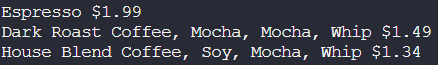 Espresso $1.99
Dark Roast Coffee, Mocha, Mocha, Whip $1.49
House Blend Coffee, Soy, Mocha, Whip $1.34